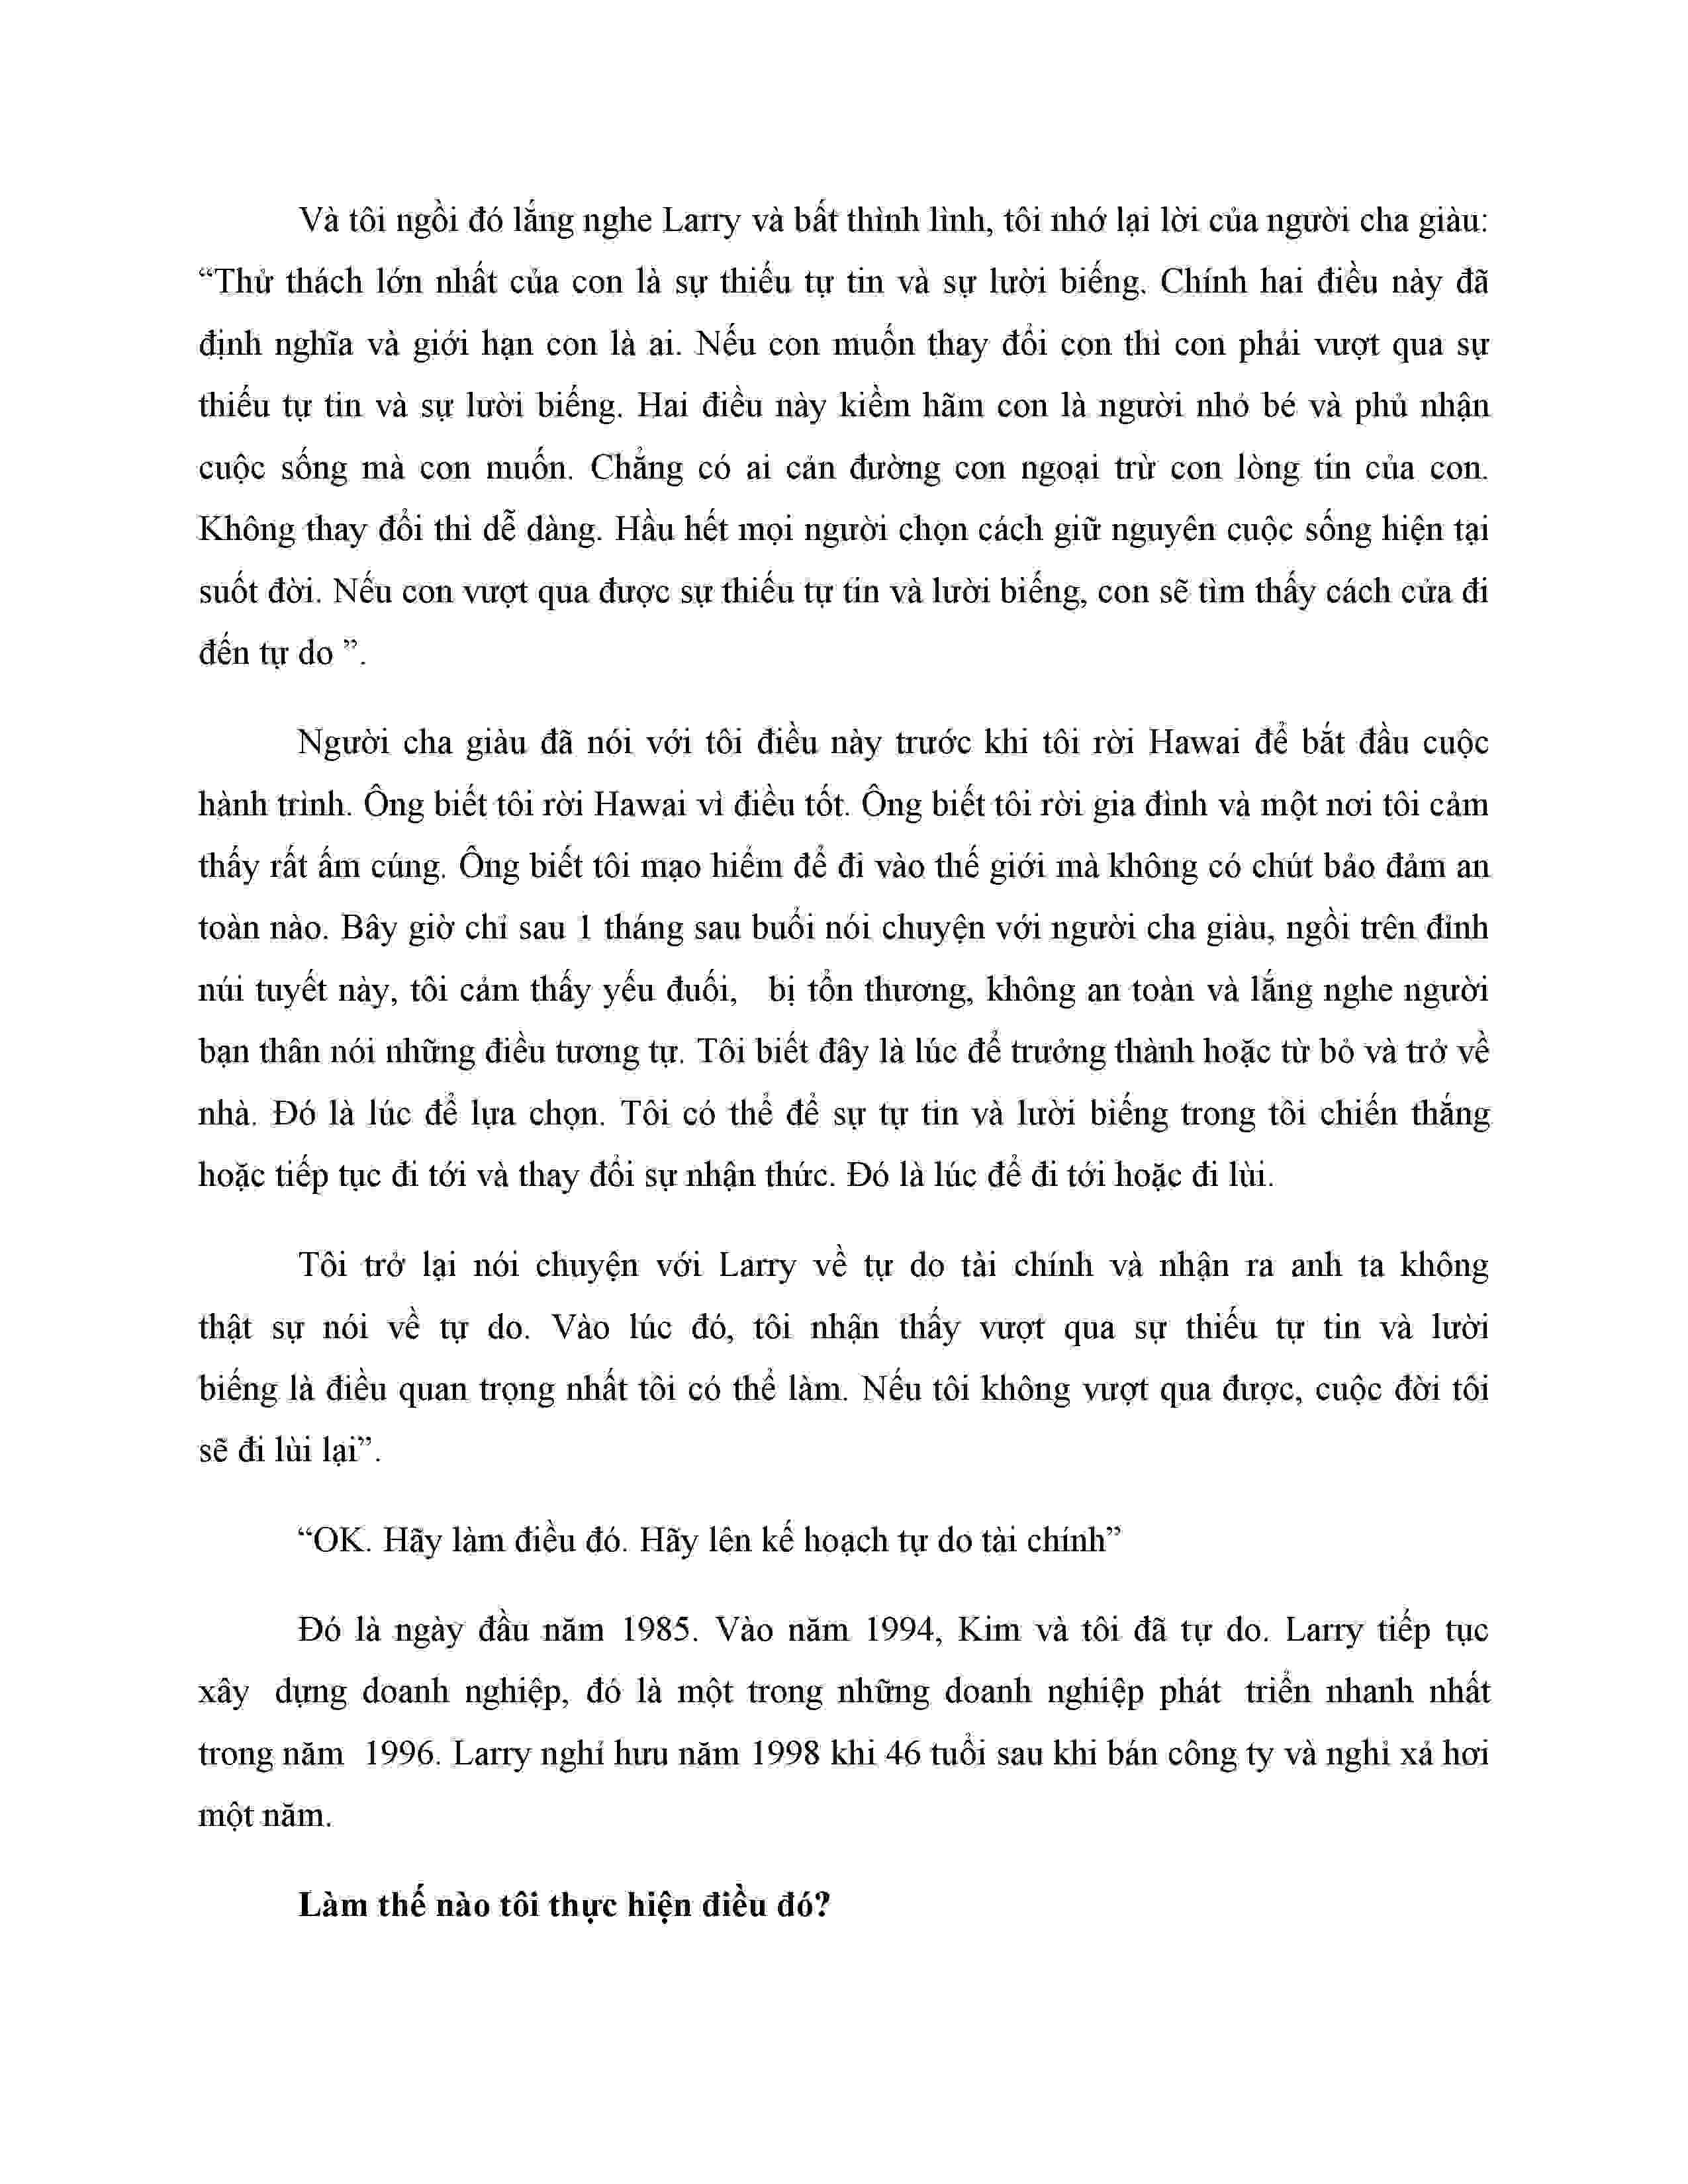 Và tôi ngồi đó lắng nghe Larry và bất thình lình, tôi nhớ lại lời của người cha giàu:
“Thử thách lớn nhất của con là sự thiếu tự tin và sự lười biếng. Chính hai điều này đã
định nghĩa và giới hạn con là ai. Nếu con muốn thay đổi con thì con phải vượt qua sự
thiếu tự tin và sự lười biếng. Hai điều này kiềm hãm con là người nhỏ bé và phủ nhận
cuộc sống mà con muốn. Chẳng có ai cản đường con ngoại trừ con lòng tin của con.
Không thay đổi thì dễ dàng. Hầu hết mọi người chọn cách giữ nguyên cuộc sống hiện tại
suốt đời. Nếu con vượt qua được sự thiếu tự tin và lười biếng, con sẽ tìm thấy cách cửa đi
đến tự do ”.
Người cha giàu đã nói với tôi điều này trước khi tôi rời Hawai để bắt đầu cuộc
hành trình. Ông biết tôi rời Hawai vì điều tốt. Ông biết tôi rời gia đình và một nơi tôi cảm
thấy rất ấm cúng. Ông biết tôi mạo hiểm để đi vào thế giới mà không có chút bảo đảm an
toàn nào. Bây giờ chỉ sau 1 tháng sau buổi nói chuyện với người cha giàu, ngồi trên đỉnh
núi tuyết này, tôi cảm thấy yếu đuối, bị tổn thương, không an toàn và lắng nghe người
bạn thân nói những điều tương tự. Tôi biết đây là lúc để trưởng thành hoặc từ bỏ và trở về
nhà. Đó là lúc để lựa chọn. Tôi có thể để sự tự tin và lười biếng trong tôi chiến thắng
hoặc tiếp tục đi tới và thay đổi sự nhận thức. Đó là lúc để đi tới hoặc đi lùi.
Tôi trở lại nói chuyện với Larry về tự do tài chính và nhận ra anh ta không
thật sự nói về tự do. Vào lúc đó, tôi nhận thấy vượt qua sự thiếu tự tin và lười
biếng là điều quan trọng nhất tôi có thể làm. Nếu tôi không vượt qua được, cuộc đời tôi
sẽ đi lùi lại”.
“OK. Hãy làm điều đó. Hãy lên kế hoạch tự do tài chính”
Đó là ngày đầu năm 1985. Vào năm 1994, Kim và tôi đã tự do. Larry tiếp tục
xây dựng doanh nghiệp, đó là một trong những doanh nghiệp phát triển nhanh nhất
trong năm 1996. Larry nghỉ hưu năm 1998 khi 46 tuổi sau khi bán công ty và nghỉ xả hơi
một năm.
Làm thế nào tôi thực hiện điều đó?